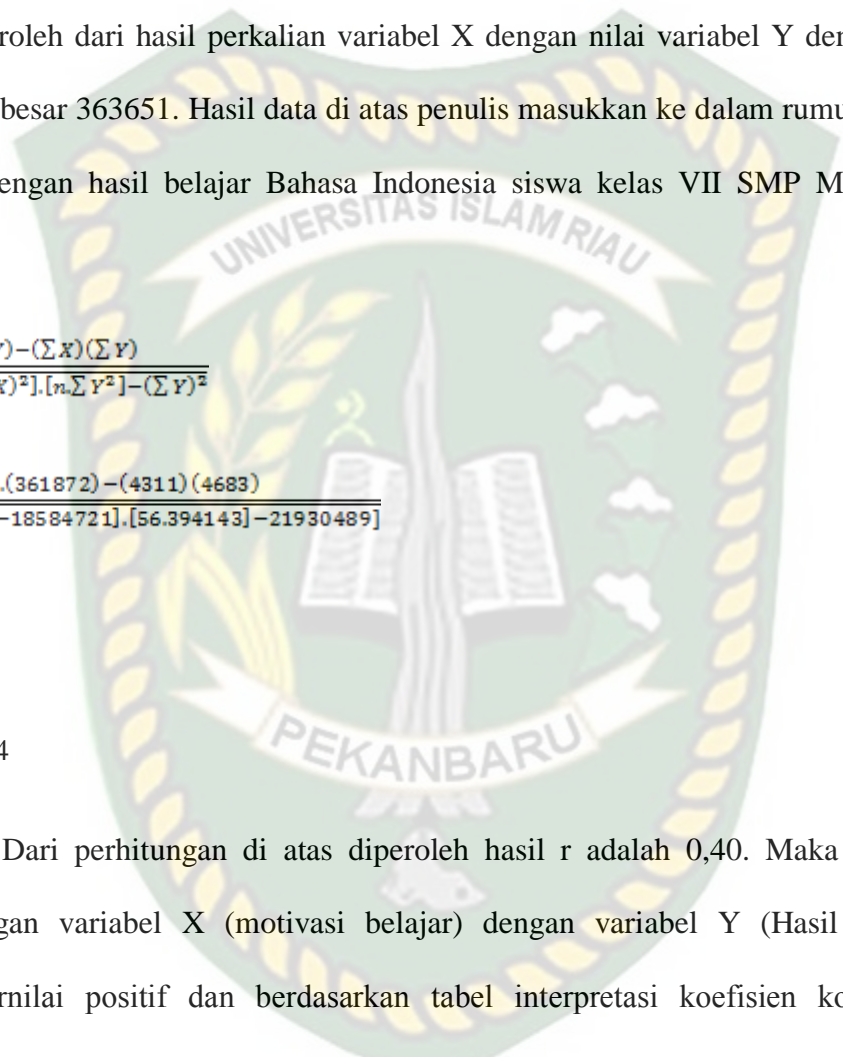 roleh dari hasil perkalian variabel X dengan nilai variabel Y den
besar 363651. Hasil data di atas penulis masukkan ke dalam rumu
engan hasil belajar Bahasa Indonesia siswa kelas VII SMP M
UNIVERSITAS ISLAM RIAU
)−(∑X)(∑Y)
)²].[n.∑Y²]−(∑Y)²
.(361872)−(4311)(4683)
−18584721].[56.394143]−21930489]
PEKANBARU
4
Dari perhitungan di atas diperoleh hasil r adalah 0,40. Maka
gan variabel X (motivasi belajar) dengan variabel Y (Hasil
rnilai positif dan berdasarkan tabel interpretasi koefisien ko